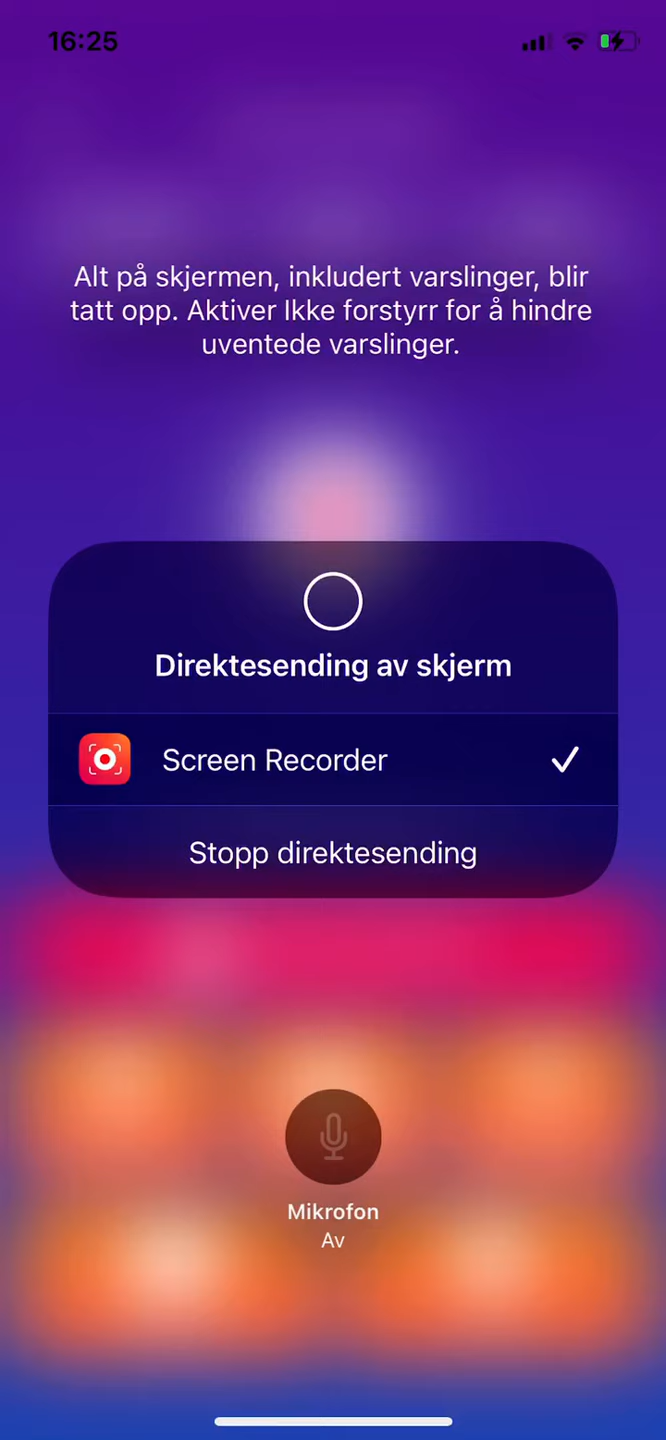 16:25
Alt på skjermen, inkludert varslinger, blir
tatt opp. Aktiver Ikke forstyrr for å hindre
uventede varslinger.
Direktesending av skjerm
Screen Recorder
Stopp direktesending
Mikrofon
Av